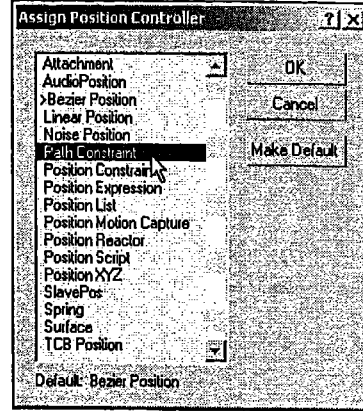 Assign Position Controller
Attachment
AudioPosition
>Bezier Position
Linear Position
Noise Position
Path Constraint
Position Constraint
Position Expression
Position List
Position Motion Capture
Position Reactor
Position Script
Position XYZ
SlavePos
Spring
Surface
TCB Position
Default: Bezier Position
OK
Cancel
Make Default